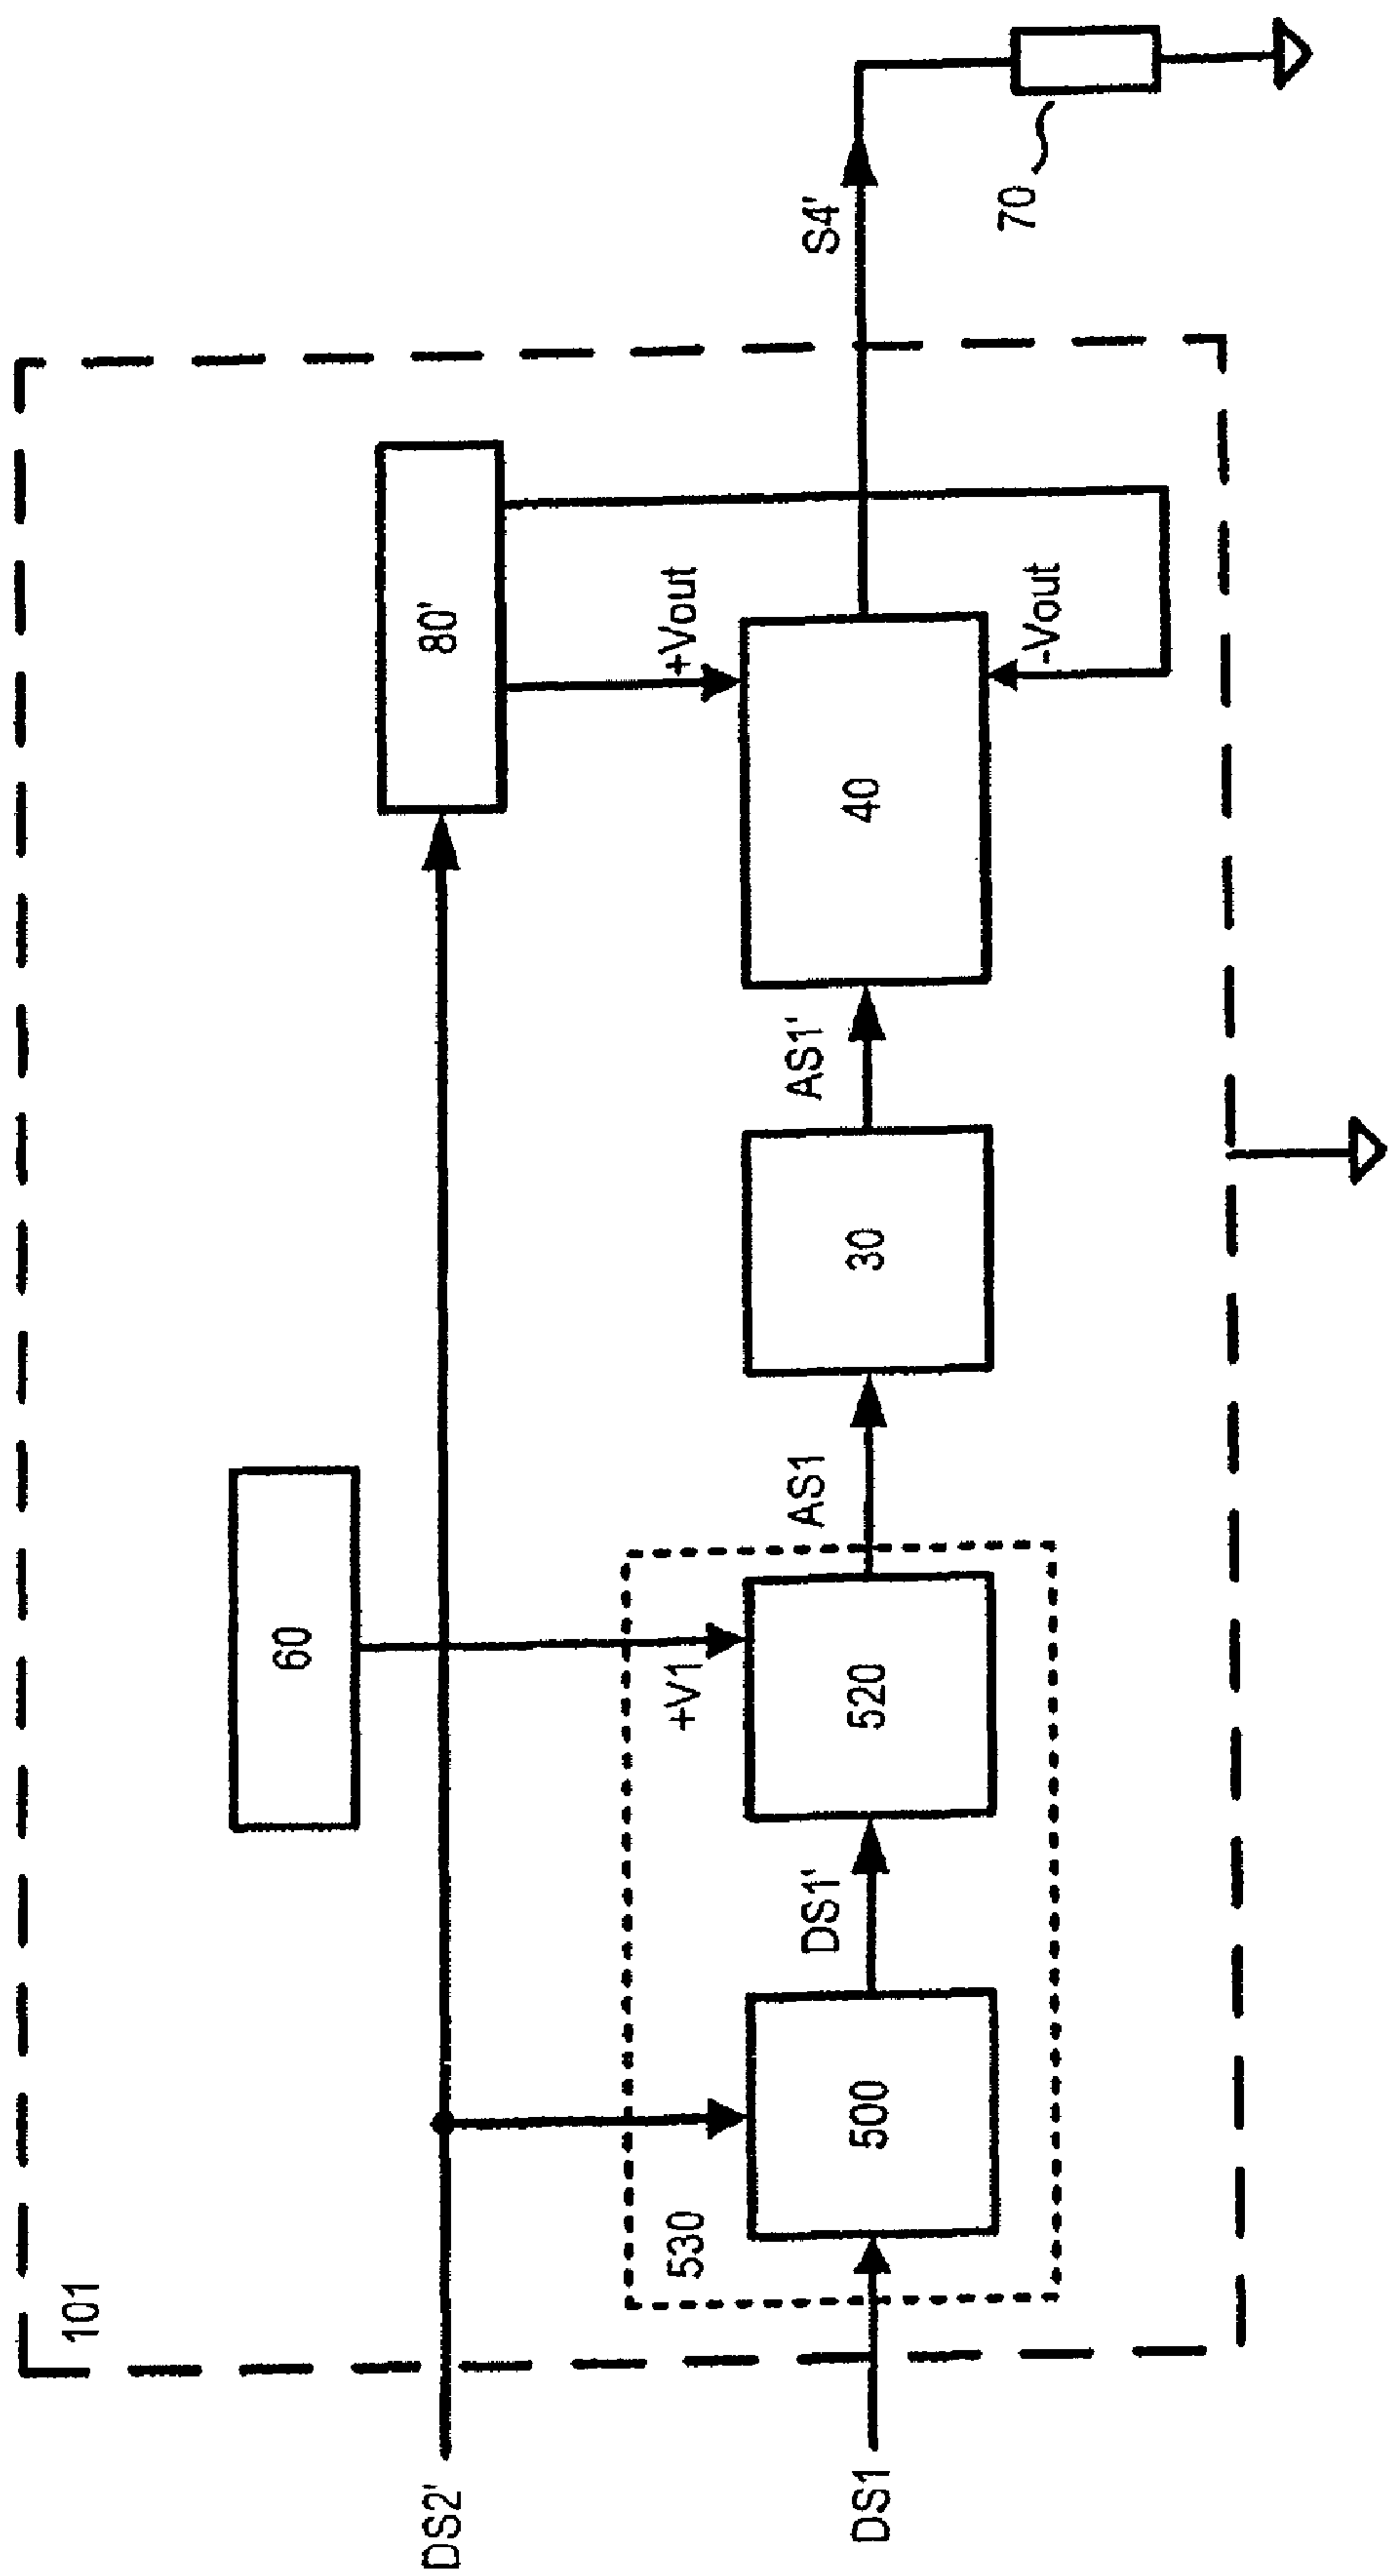 101
60
80'
+Vout
-Vout
S4'
70
530
+V1
DS2'
DS1
500
DS1'
520
AS1
30
AS1'
40